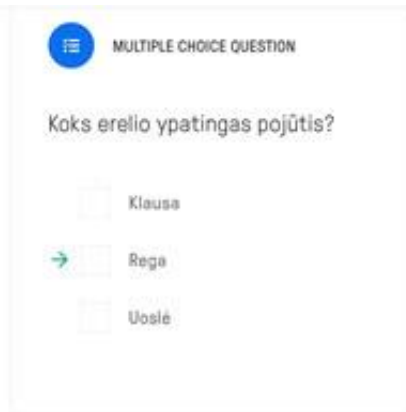 MULTIPLE CHOICE QUESTION
Koks erelio ypatingas pojūtis?
Klausa
Rega
Uoslė